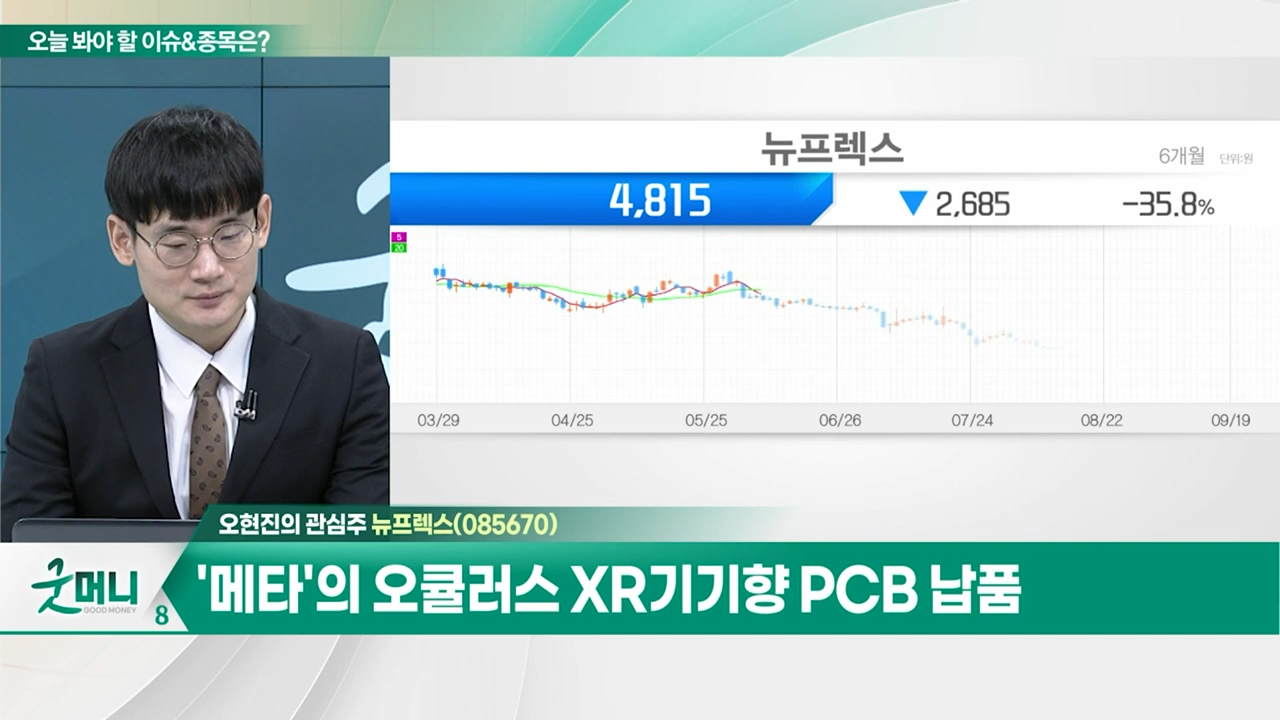 오늘 봐야 할 이슈&종목은?
뉴프렉스
6개월 단위:원
4,815 ▼ 2,685 -35.8%
5
20
03/29 04/25 05/25 06/26 07/24 08/22 09/19
오현진의 관심주 뉴프렉스(085670)
굿머니
GOOD MONEY
8
'메타'의 오큘러스 XR기기향 PCB 납품